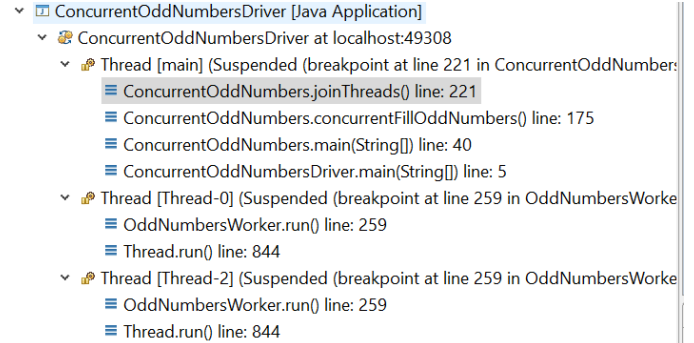 ConcurrentOddNumbersDriver [Java Application]
ConcurrentOddNumbersDriver at localhost:49308
Thread [main] (Suspended (breakpoint at line 221 in ConcurrentOddNumber
ConcurrentOddNumbers.joinThreads() line: 221
ConcurrentOddNumbers.concurrentFillOddNumbers() line: 175
ConcurrentOddNumbers.main(String[]) line: 40
ConcurrentOddNumbersDriver.main(String[]) line: 5
Thread [Thread-0] (Suspended (breakpoint at line 259 in OddNumbersWorke
OddNumbersWorker.run() line: 259
Thread.run() line: 844
Thread [Thread-2] (Suspended (breakpoint at line 259 in OddNumbersWorke
OddNumbersWorker.run() line: 259
Thread.run() line: 844